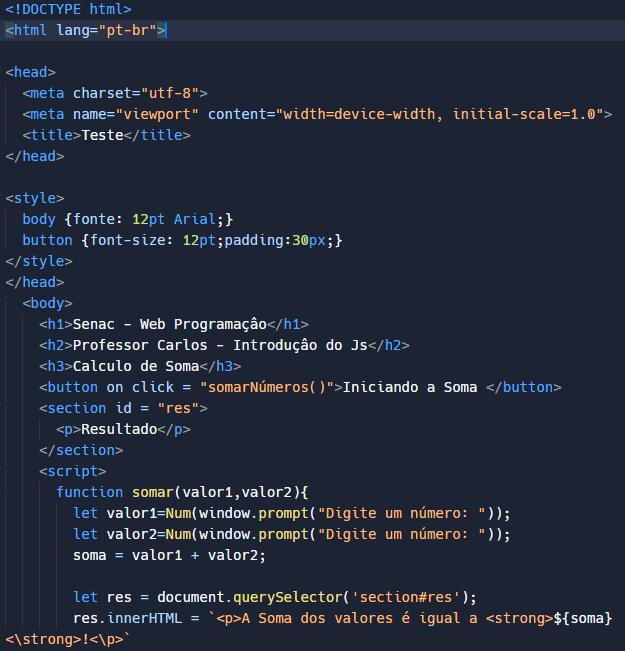 <!DOCTYPE html>
<html lang="pt-br">
<head>
<meta charset="utf-8">
<meta name="viewport" content="width=device-width, initial-scale=1.0">
<title>Teste</title>
</head>
<style>
body {fonte: 12pt Arial;}
button {font-size: 12pt;padding:30px;}
</style>
</head>
<body>
<h1>Senac - Web Programaçâo</h1>
<h2>Professor Carlos - Introduçâo do Js</h2>
<h3>Calculo de Soma</h3>
<button on click = "somarNúmeros()">Iniciando a Soma </button>
<section id = "res">
<p>Resultado</p>
</section>
<script>
function somar(valor1,valor2){
let valor1=Num(window.prompt("Digite um número: "));
let valor2=Num(window.prompt("Digite um número: "));
soma = valor1 + valor2;
let res = document.querySelector('section#res');
res.innerHTML = `<p>A Soma dos valores é igual a <strong>${soma}
<\strong>!<\p>`